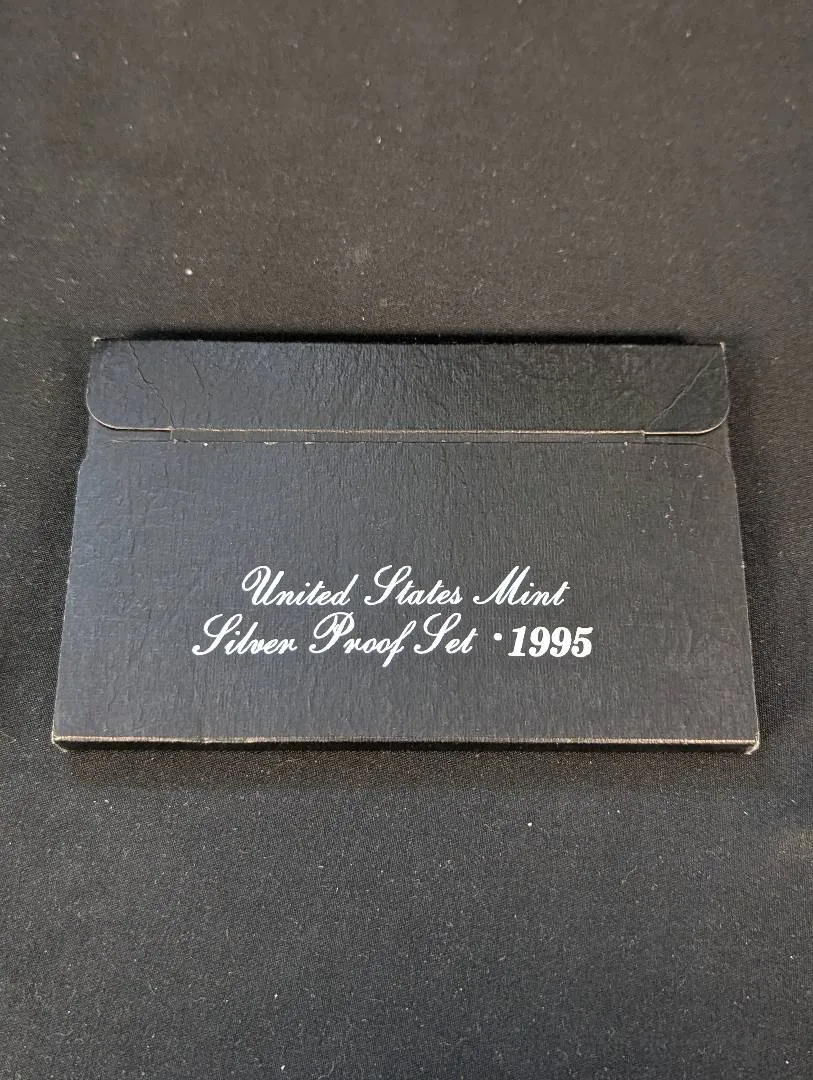 United States Mint
Silver Proof Set · 1995